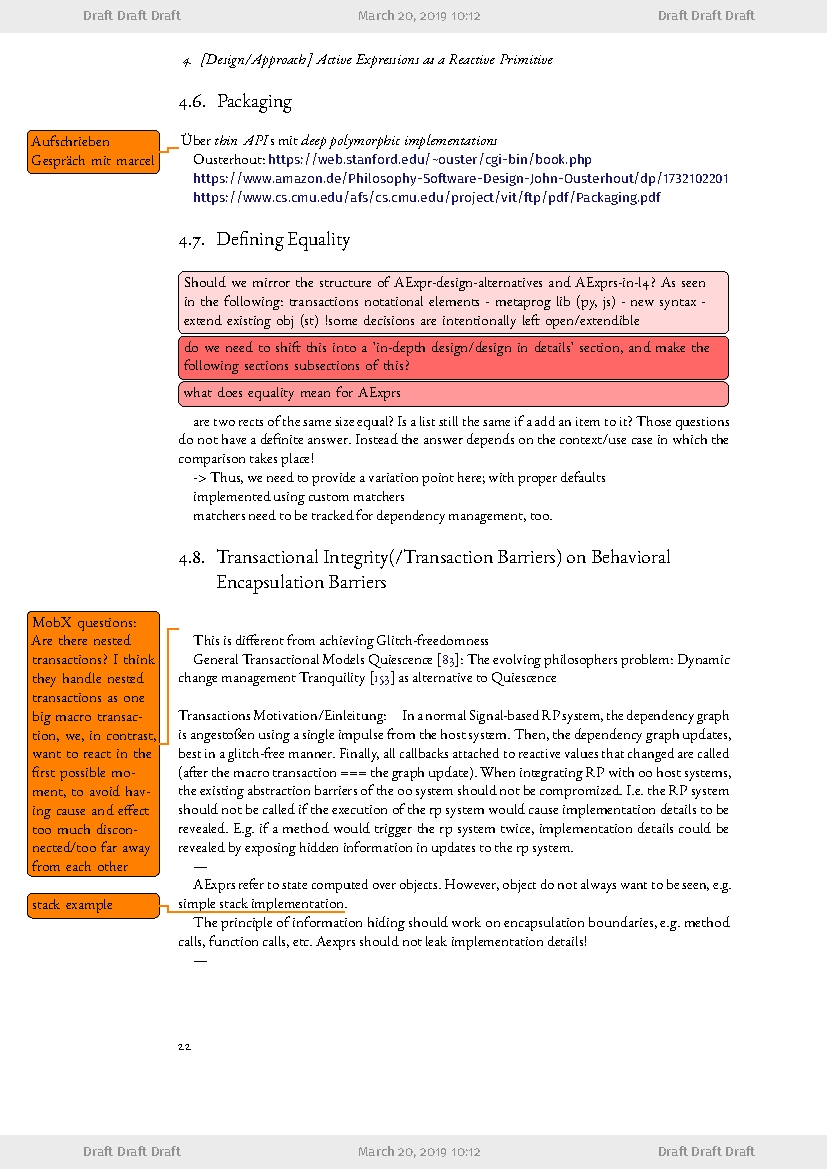 Draft Draft Draft March 20, 2019 10:12 Draft Draft Draft
4. [Design/Approach] Active Expressions as a Reactive Primitive
4.6. Packaging
Aufschrieben
Gespräch mit marcel
Über thin APIs mit deep polymorphic implementations
Ousterhout: https://web.stanford.edu/~ouster/cgi-bin/book.php
https://www.amazon.de/Philosophy-Software-Design-John-Ousterhout/dp/1732102201
https://www.cs.cmu.edu/afs/cs.cmu.edu/project/vit/ftp/pdf/Packaging.pdf
4.7. Defining Equality
Should we mirror the structure of AExpr-design-alternatives and AExprs-in-l4? As seen
in the following: transactions notational elements - metaprog lib (py, js) - new syntax -
extend existing obj (st) !some decisions are intentionally left open/extendible
do we need to shift this into a 'in-depth design/design in details' section, and make the
following sections subsections of this?
what does equality mean for AExprs
are two rects of the same size equal? Is a list still the same if a add an item to it? Those questions
do not have a definite answer. Instead the answer depends on the context/use case in which the
comparison takes place!
-> Thus, we need to provide a variation point here; with proper defaults
implemented using custom matchers
matchers need to be tracked for dependency management, too.
4.8. Transactional Integrity(/Transaction Barriers) on Behavioral
Encapsulation Barriers
MobX questions:
Are there nested
transactions? I think
they handle nested
transactions as one
big macro transac-
tion, we, in contrast,
want to react in the
first possible mo-
ment, to avoid hav-
ing cause and effect
too much discon-
nected/too far away
from each other
This is different from achieving Glitch-freedomness
General Transactional Models Quiescence [83]: The evolving philosophers problem: Dynamic
change management Tranquility [153] as alternative to Quiescence
Transactions Motivation/Einleitung: In a normal Signal-based RP system, the dependency graph
is angestoßen using a single impulse from the host system. Then, the dependency graph updates,
best in a glitch-free manner. Finally, all callbacks attached to reactive values that changed are called
(after the macro transaction === the graph update). When integrating RP with oo host systems,
the existing abstraction barriers of the oo system should not be compromized. I.e. the RP system
should not be called if the execution of the rp system would cause implementation details to be
revealed. E.g. if a method would trigger the rp system twice, implementation details could be
revealed by exposing hidden information in updates to the rp system.
—
AExprs refer to state computed over objects. However, object do not always want to be seen, e.g.
stack example
simple stack implementation.
The principle of information hiding should work on encapsulation boundaries, e.g. method
calls, function calls, etc. Aexprs should not leak implementation details!
—
22
Draft Draft Draft March 20, 2019 10:12 Draft Draft Draft